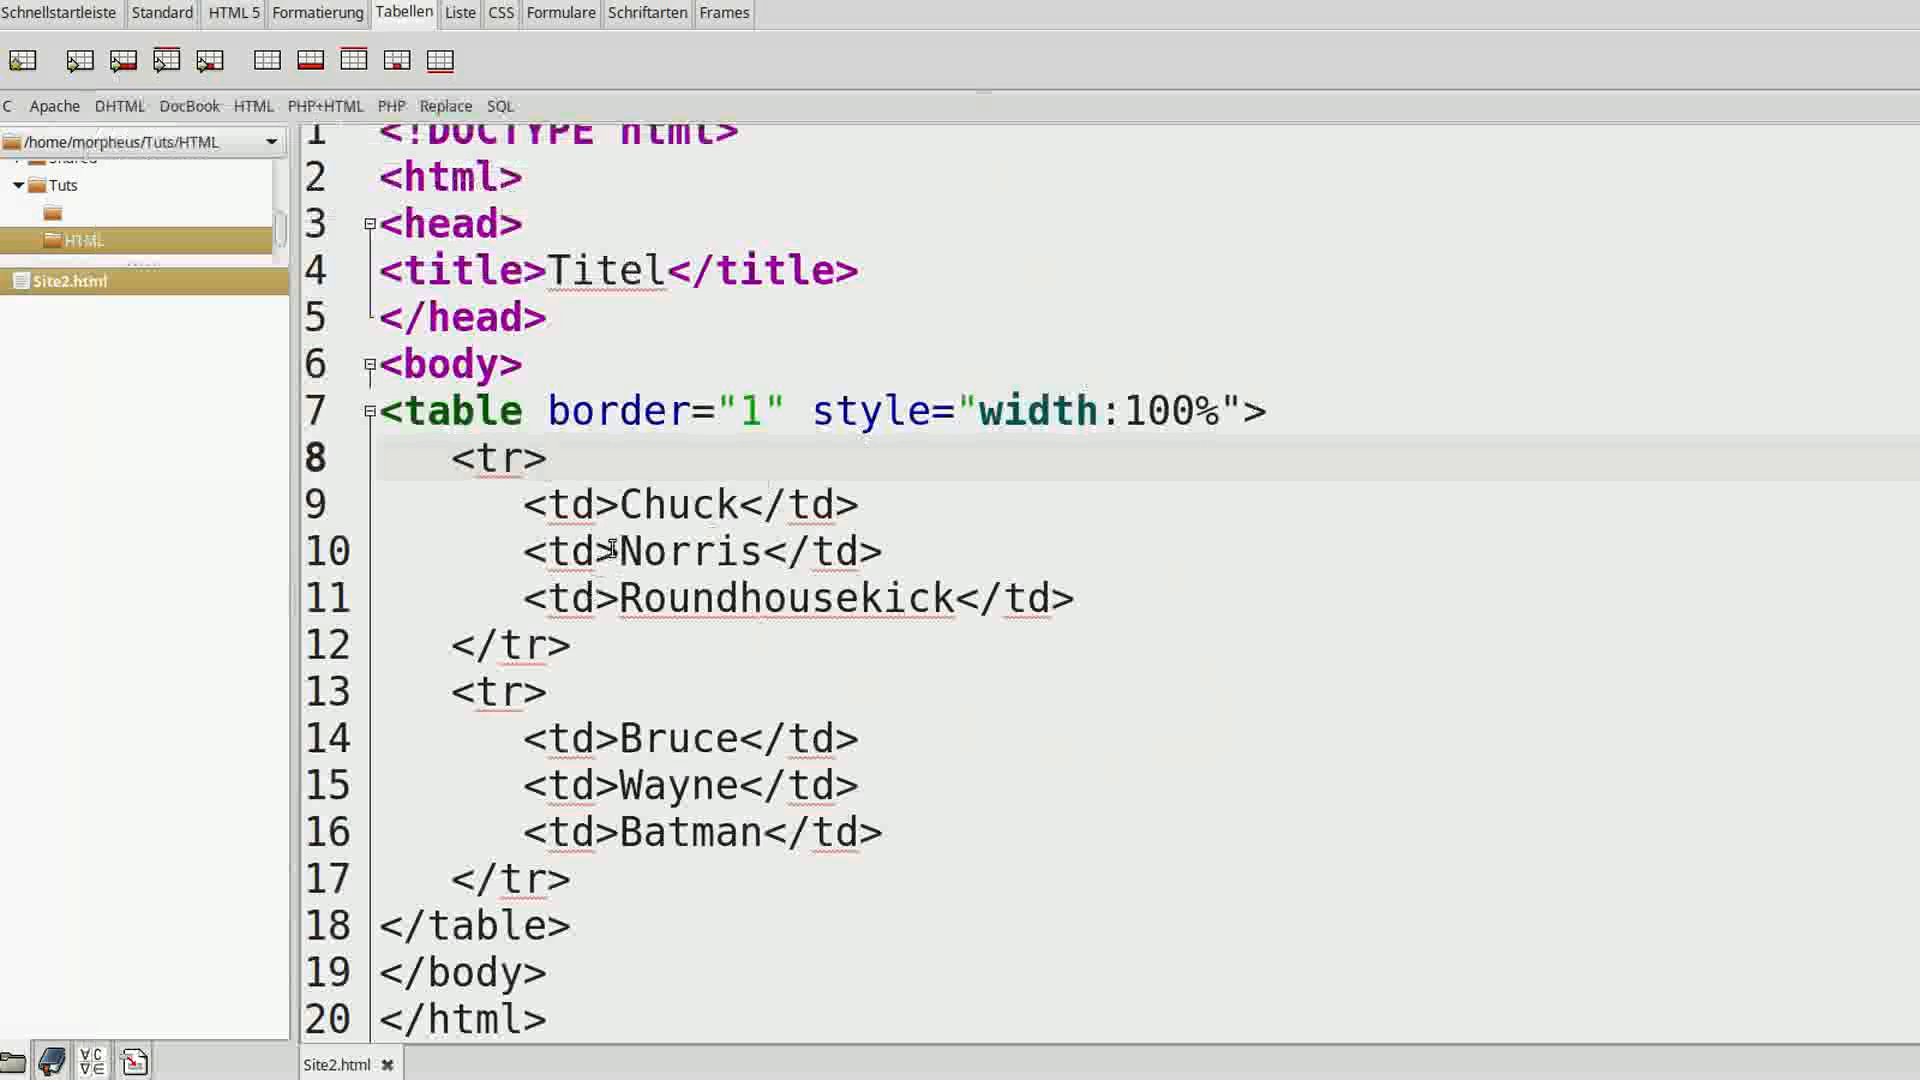 Schnellstartleiste Standard HTML 5 Formatierung Tabellen Liste CSS Formulare Schriftarten Frames
C Apache DHTML DocBook HTML PHP+HTML PHP Replace SQL
/home/morpheus/Tuts/HTML
Shared
Tuts
HTML
Site2.html
1 <!DOCTYPE html>
2 <html>
3 <head>
4 <title>Titel</title>
5 </head>
6 <body>
7 <table border="1" style="width:100%">
8 <tr>
9 <td>Chuck</td>
10 <td>Norris</td>
11 <td>Roundhousekick</td>
12 </tr>
13 <tr>
14 <td>Bruce</td>
15 <td>Wayne</td>
16 <td>Batman</td>
17 </tr>
18 </table>
19 </body>
20 </html>
∀C
∇∈
Site2.html